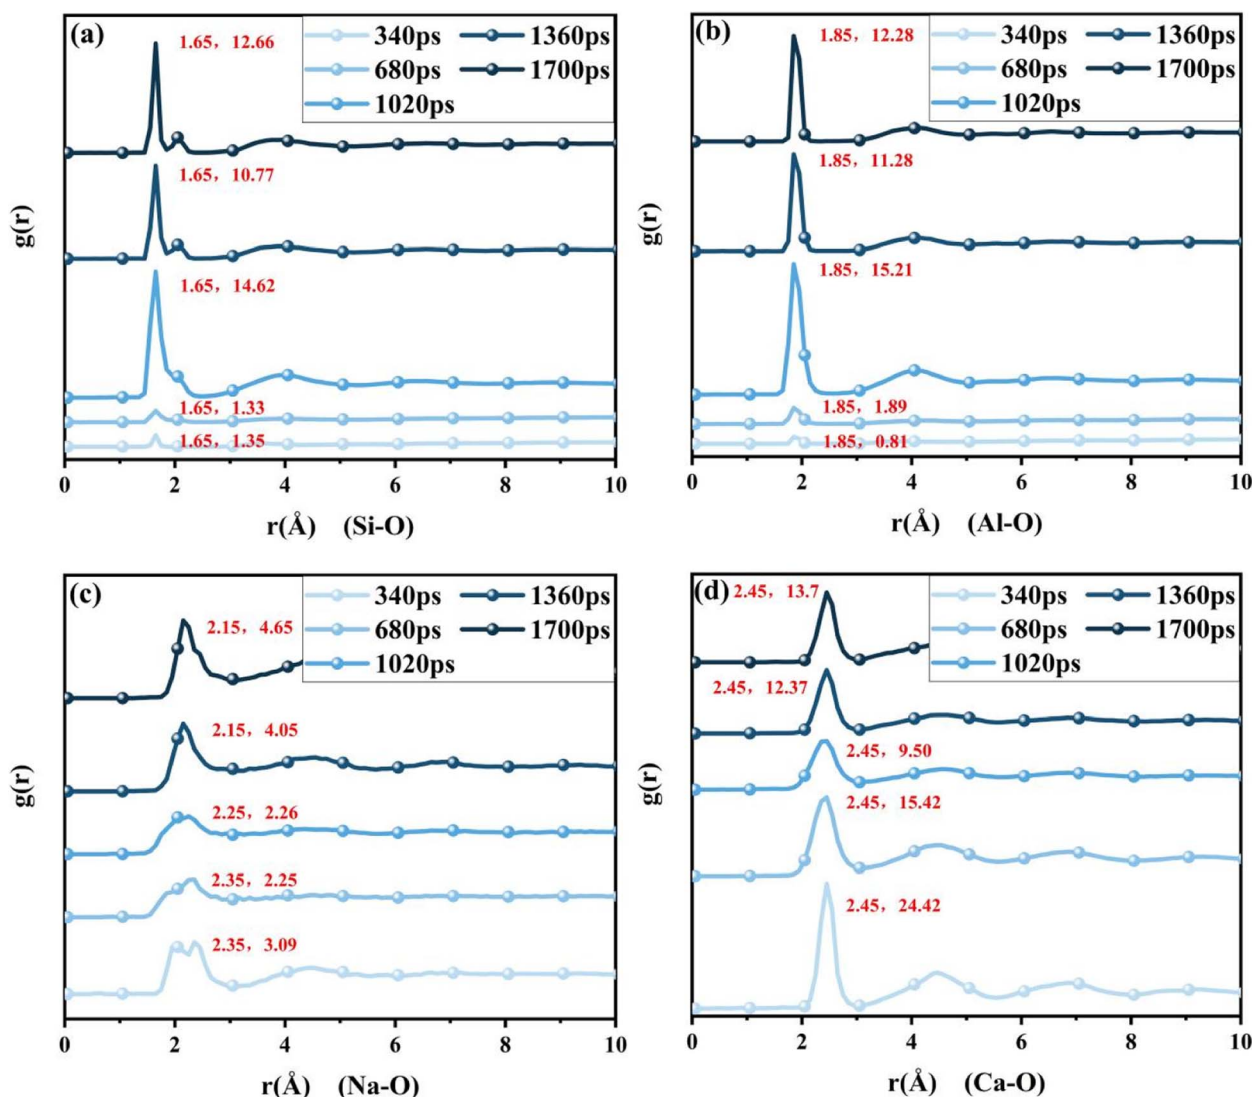 (a)
340ps 1360ps
680ps 1700ps
1020ps
1.65, 12.66
1.65, 10.77
1.65, 14.62
1.65, 1.33
1.65, 1.35
g(r)
0 2 4 6 8 10
r(Å) (Si-O)
(b)
340ps 1360ps
680ps 1700ps
1020ps
1.85, 12.28
1.85, 11.28
1.85, 15.21
1.85, 1.89
1.85, 0.81
g(r)
0 2 4 6 8 10
r(Å) (Al-O)
(c)
340ps 1360ps
680ps 1700ps
1020ps
2.15, 4.65
2.15, 4.05
2.25, 2.26
2.35, 2.25
2.35, 3.09
g(r)
0 2 4 6 8 10
r(Å) (Na-O)
(d)
340ps 1360ps
680ps 1700ps
1020ps
2.45, 13.7
2.45, 12.37
2.45, 9.50
2.45, 15.42
2.45, 24.42
g(r)
0 2 4 6 8 10
r(Å) (Ca-O)